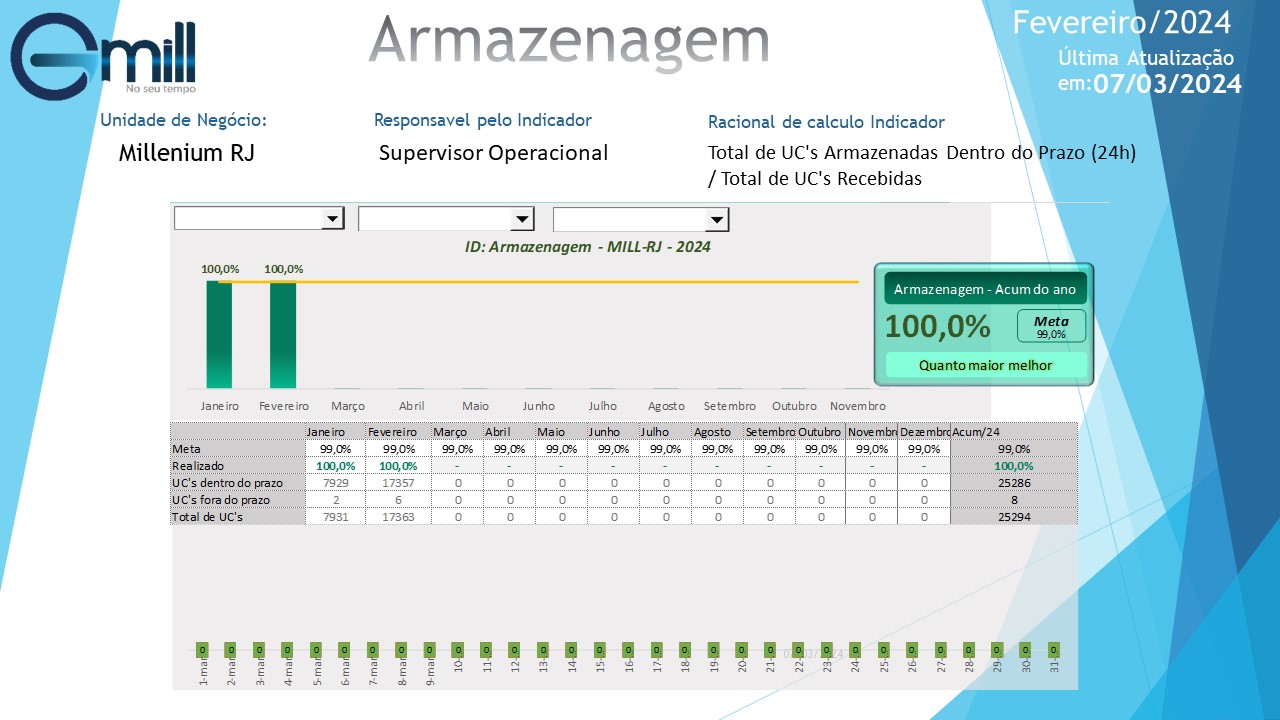 mill
No seu tempo
Armazenagem
Fevereiro/2024
Última Atualização
em:07/03/2024
Unidade de Negócio:
Millenium RJ
Responsavel pelo Indicador
Supervisor Operacional
Racional de calculo Indicador
Total de UC's Armazenadas Dentro do Prazo (24h)
/ Total de UC's Recebidas
ID: Armazenagem - MILL-RJ - 2024
100,0% 100,0%
Armazenagem - Acum do ano
100,0%
Meta
99,0%
Quanto maior melhor
Janeiro Fevereiro Março Abril Maio Junho Julho Agosto Setembro Outubro Novembro
Janeiro Fevereiro Março Abril Maio Junho Julho Agosto Setembro Outubro Novembr Dezembro Acum/24
Meta 99,0% 99,0% 99,0% 99,0% 99,0% 99,0% 99,0% 99,0% 99,0% 99,0% 99,0% 99,0% 99,0%
Realizado 100,0% 100,0% - - - - - - - - - - 100,0%
UC's dentro do prazo 7929 17357 0 0 0 0 0 0 0 0 0 0 25286
UC's fora do prazo 2 6 0 0 0 0 0 0 0 0 0 0 8
Total de UC's 7931 17363 0 0 0 0 0 0 0 0 0 0 25294
0 0 0 0 0 0 0 0 0 0 0 0 0 0 0 0 0 0 0 0 0 0 0 0 0 0 0 0 0 0 0
1-mar 2-mar 3-mar 4-mar 5-mar 6-mar 7-mar 8-mar 9-mar 10- 11- 12- 13- 14- 15- 16- 17- 18- 19- 20- 21- 22- 23- 24- 25- 26- 27- 28- 29- 30- 31-